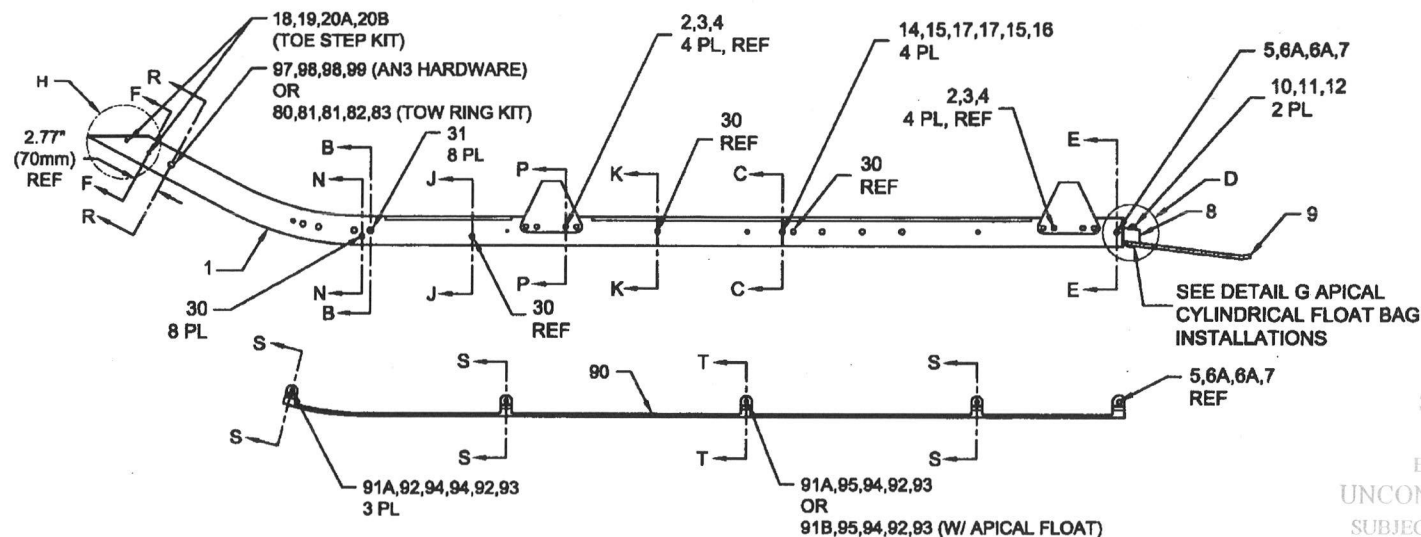 18,19,20A,20B
(TOE STEP KIT)
97,98,98,99 (AN3 HARDWARE)
OR
80,81,81,82,83 (TOW RING KIT)
2,3,4
4 PL, REF
14,15,17,17,15,16
4 PL
5,6A,6A,7
10,11,12
2 PL
2,3,4
4 PL, REF
H
R
F
2.77"
(70mm)
REF
F
R
31
8 PL
30
REF
30
REF
B
N
J
P
K
C
E
D
8
9
1
N
B
J
P
K
C
E
30
8 PL
30
REF
SEE DETAIL G APICAL
CYLINDRICAL FLOAT BAG
INSTALLATIONS
S
S
90
T
S
5,6A,6A,7
REF
S
S
T
S
91A,92,94,94,92,93
3 PL
91A,95,94,92,93
OR
91B,95,94,92,93 (W/ APICAL FLOAT)